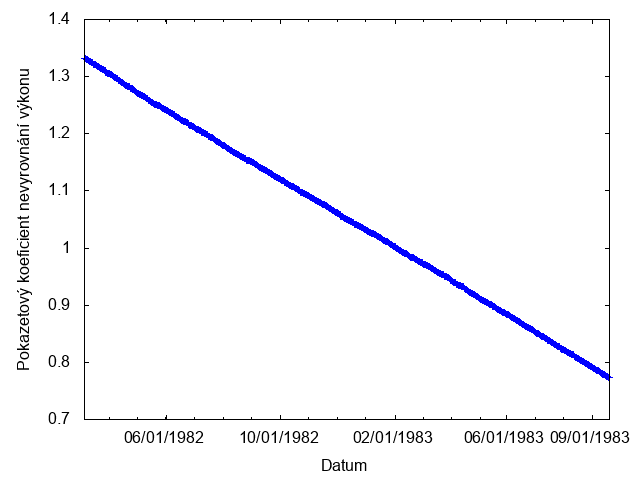 1.4
1.3
1.2
1.1
1
0.9
0.8
0.7
Pokazetový koeficient nevyrovnání výkonu
06/01/1982 10/01/1982 02/01/1983 06/01/1983 09/01/1983
Datum